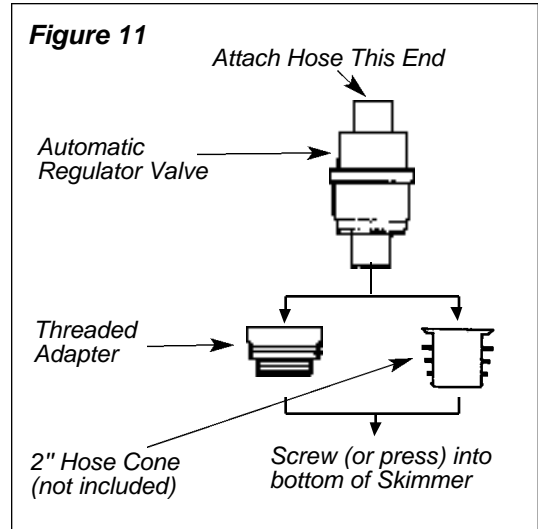 Figure 11
Attach Hose This End
Automatic
Regulator Valve
Threaded
Adapter
2" Hose Cone
(not included)
Screw (or press) into
bottom of Skimmer